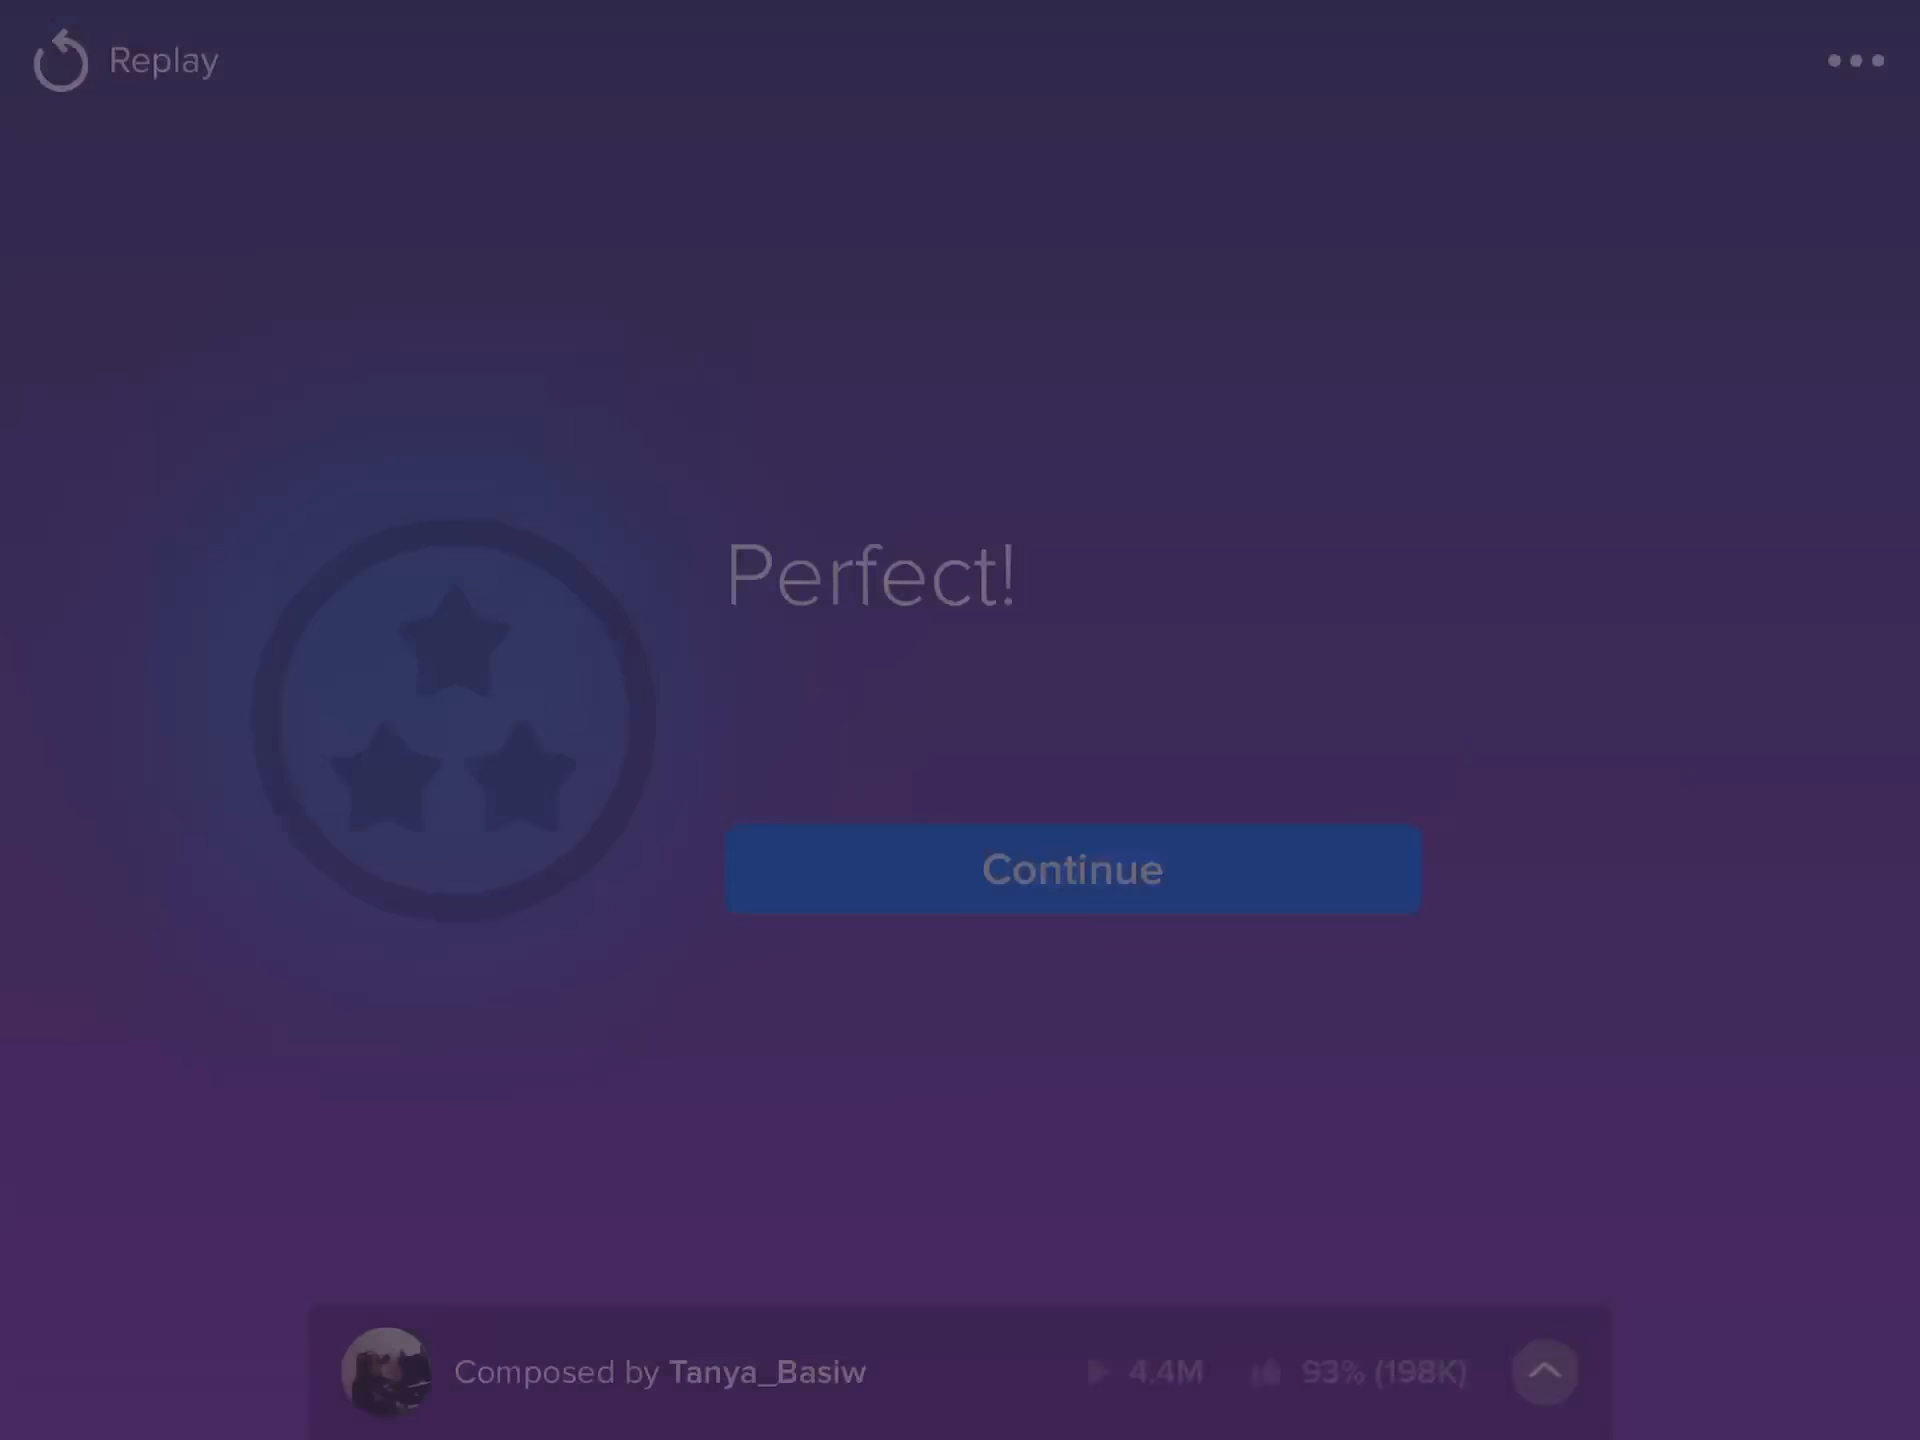 Replay
Perfect!
Continue
Composed by Tanya_Basiw
4.4M
93% (198K)